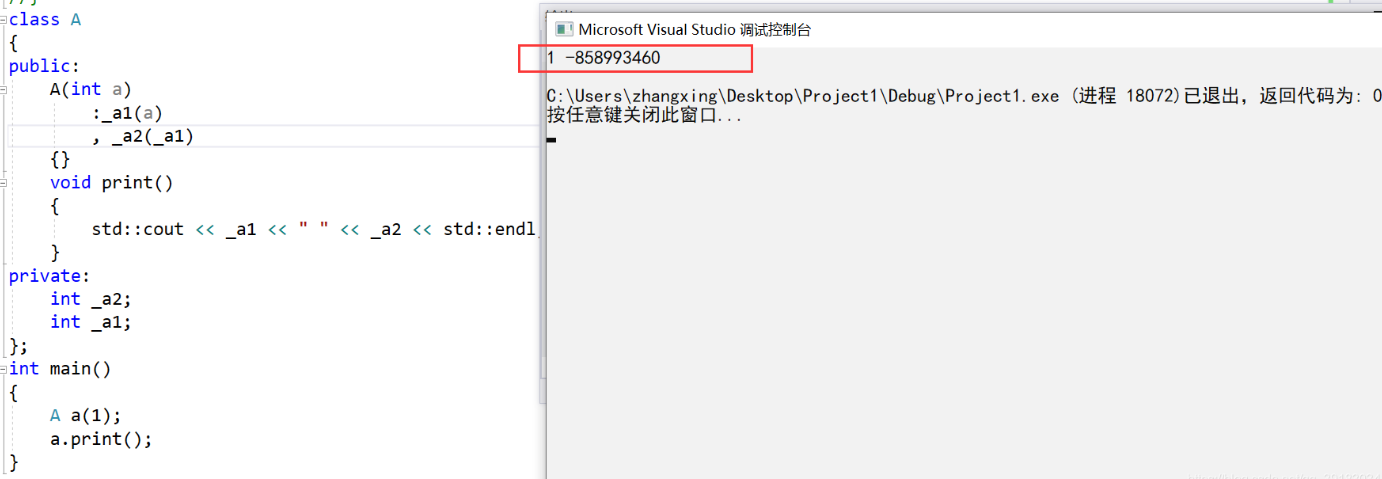 class A
{
public:
A(int a)
:_a1(a)
, _a2(_a1)
{}
void print()
{
std::cout << _a1 << " " << _a2 << std::endl
}
private:
int _a2;
int _a1;
};
int main()
{
A a(1);
a.print();
}
Microsoft Visual Studio 调试控制台
1 -858993460
C:\Users\zhangxing\Desktop\Project1\Debug\Project1.exe (进程 18072)已退出，返回代码为: 0
按任意键关闭此窗口...